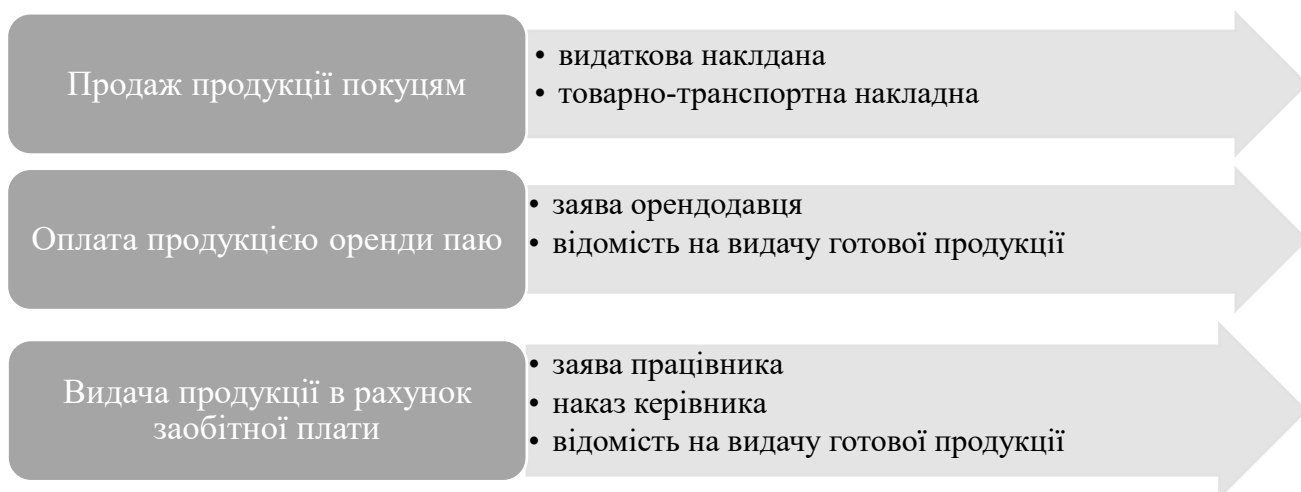 Продаж продукції покуцям
• видаткова наклдана
• товарно-транспортна накладна
Оплата продукцією оренди паю
• заява орендодавця
• відомість на видачу готової продукції
Видача продукції в рахунок
заобітної плати
• заява працівника
• наказ керівника
• відомість на видачу готової продукції